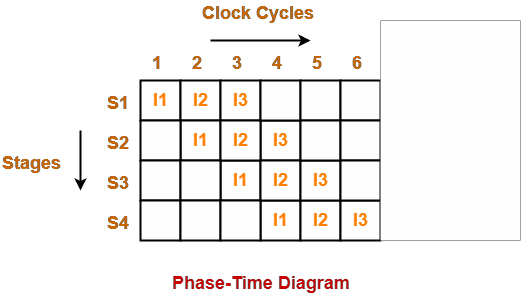 Clock Cycles
1 2 3 4 5 6
S1 I1 I2 I3
S2 I1 I2 I3
Stages
S3 I1 I2 I3
S4 I1 I2 I3
Phase-Time Diagram